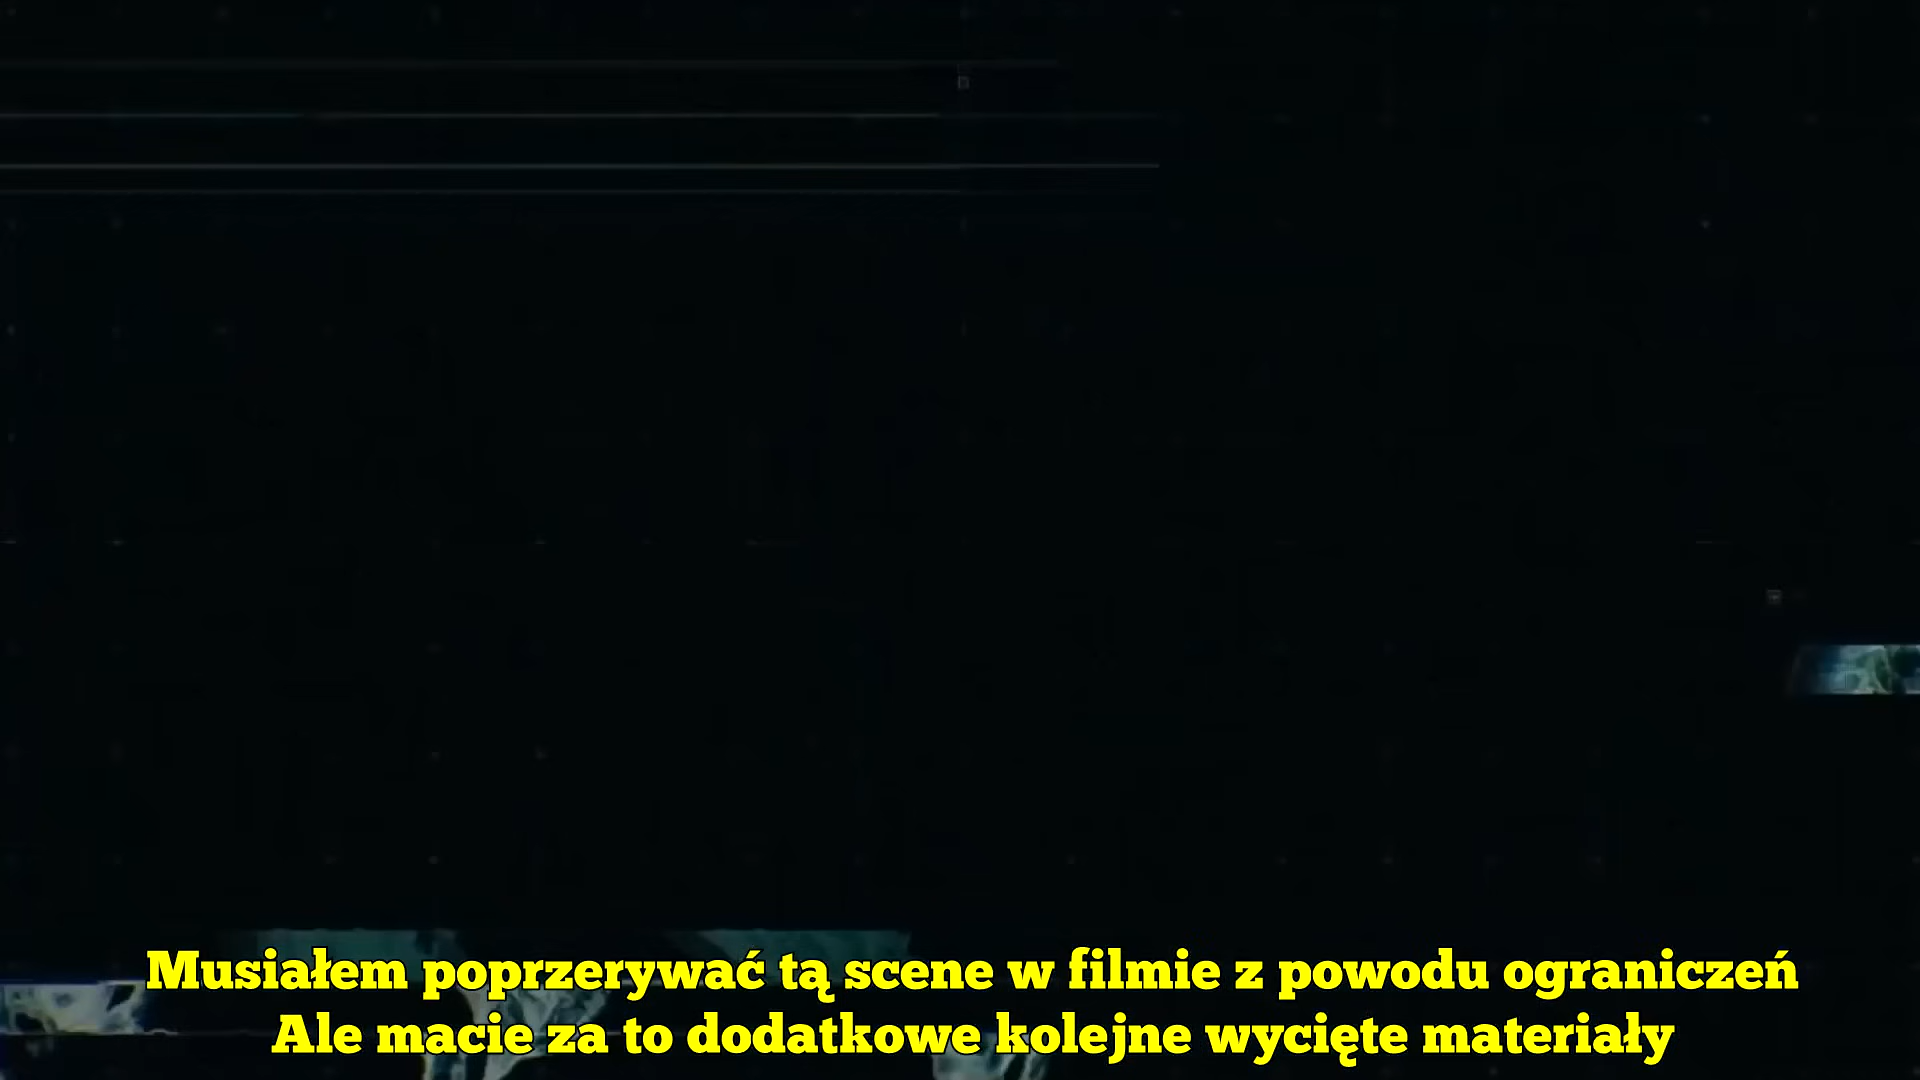 Musiałem poprzerywać tą scene w filmie z powodu ograniczeń
Ale macie za to dodatkowe kolejne wycięte materiały